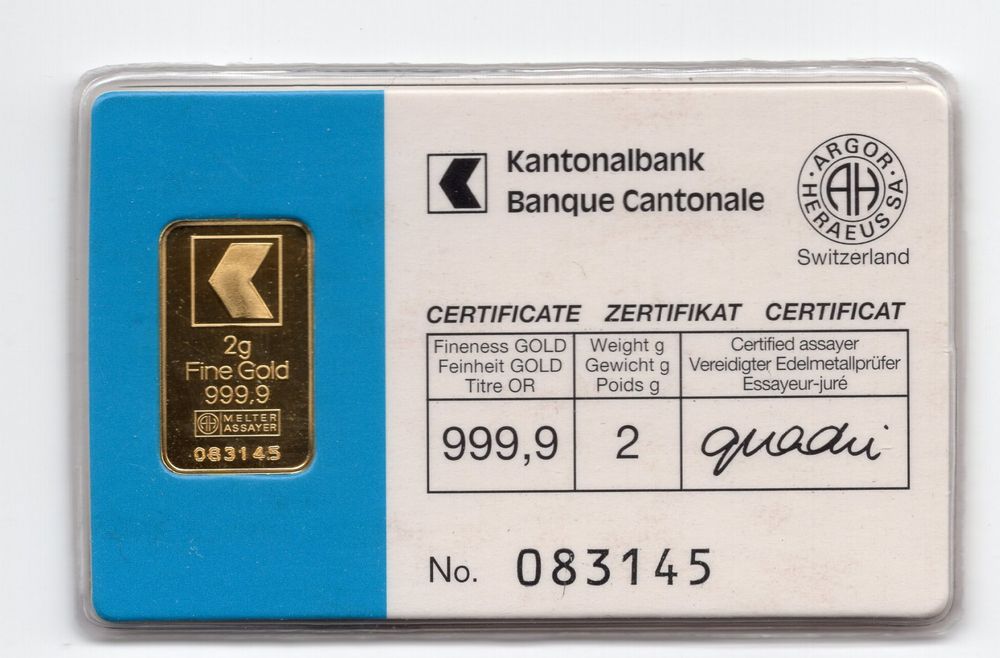 2g
Fine Gold
999,9
AH MELTER
ASSAYER
083145
Kantonalbank
Banque Cantonale
ARGOR·HERAEUS SA·
AH
Switzerland
CERTIFICATE ZERTIFIKAT CERTIFICAT
Fineness GOLD
Feinheit GOLD
Titre OR
Weight g
Gewicht g
Poids g
Certified assayer
Vereidigter Edelmetallprüfer
Essayeur-juré
999,9
2
quadri
No. 083145